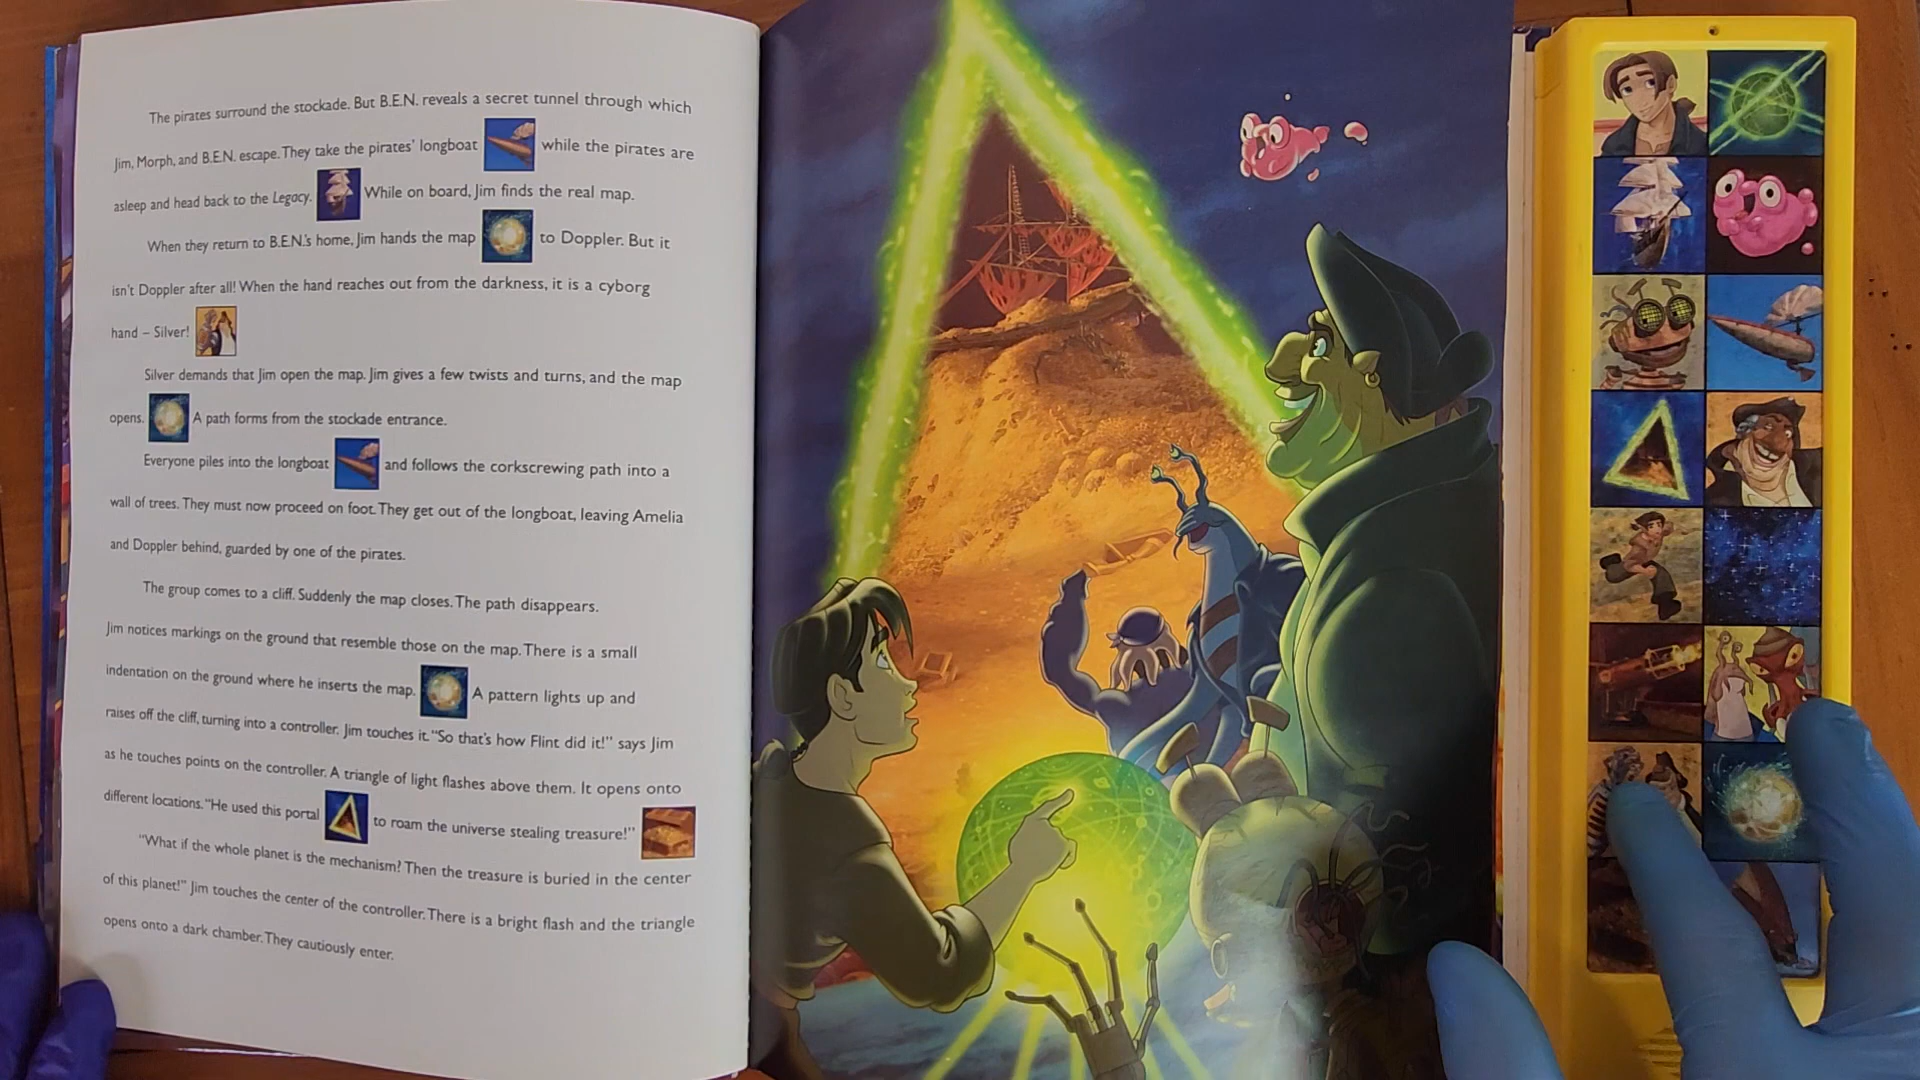 The pirates surround the stockade. But B.E.N. reveals a secret tunnel through which
Jim, Morph, and B.E.N. escape. They take the pirates' longboat while the pirates are
asleep and head back to the Legacy. While on board, Jim finds the real map.
When they return to B.E.N.'s home, Jim hands the map to Doppler. But it
isn't Doppler after all! When the hand reaches out from the darkness, it is a cyborg
hand – Silver!
Silver demands that Jim open the map. Jim gives a few twists and turns, and the map
opens. A path forms from the stockade entrance.
Everyone piles into the longboat and follows the corkscrewing path into a
wall of trees. They must now proceed on foot. They get out of the longboat, leaving Amelia
and Doppler behind, guarded by one of the pirates.
The group comes to a cliff. Suddenly the map closes. The path disappears.
Jim notices markings on the ground that resemble those on the map. There is a small
indentation on the ground where he inserts the map. A pattern lights up and
raises off the cliff, turning into a controller. Jim touches it. "So that's how Flint did it!" says Jim
as he touches points on the controller. A triangle of light flashes above them. It opens onto
different locations. "He used this portal to roam the universe stealing treasure!"
"What if the whole planet is the mechanism? Then the treasure is buried in the center
of this planet!" Jim touches the center of the controller. There is a bright flash and the triangle
opens onto a dark chamber. They cautiously enter.